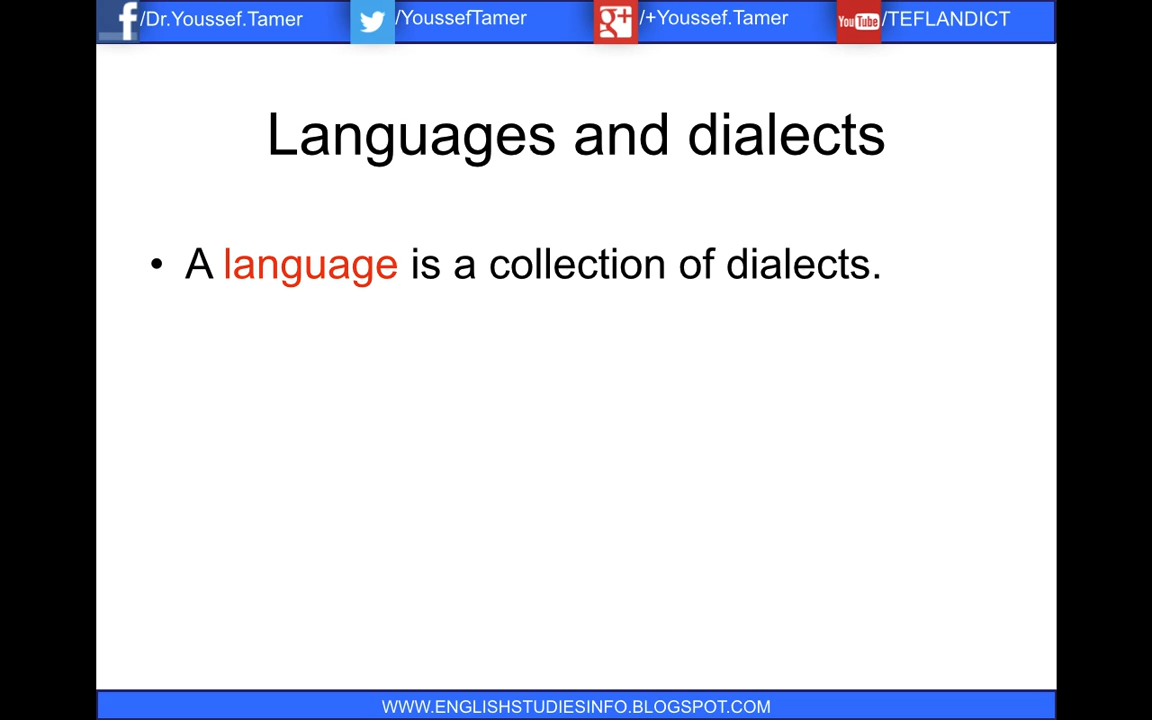 /Dr.Youssef.Tamer /YoussefTamer /+Youssef.Tamer YouTube /TEFLANDICT
Languages and dialects
• A language is a collection of dialects.
WWW.ENGLISHSTUDIESINFO.BLOGSPOT.COM